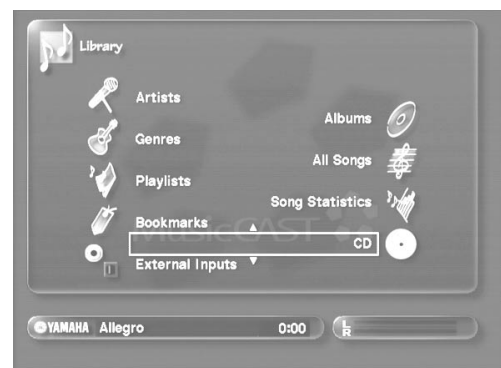 Library
Artists
Albums
Genres
All Songs
Playlists
Song Statistics
Bookmarks
MusicCAST
CD
External Inputs
YAMAHA Allegro 0:00
L
R